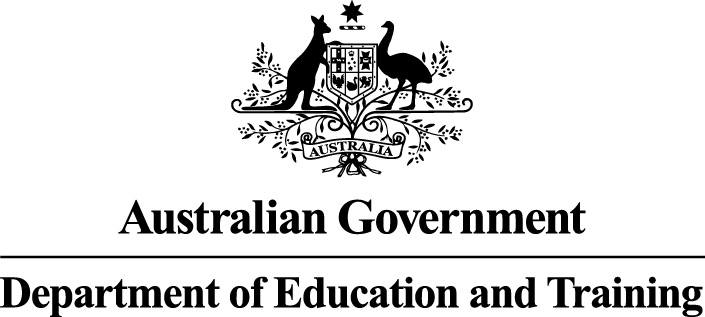 AUSTRALIA
Australian Government
Department of Education and Training